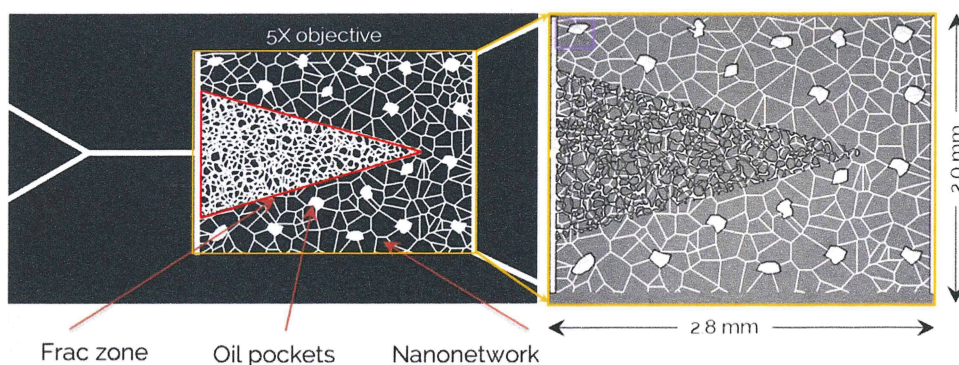 5X objective
2.0 mm
2.8 mm
Frac zone
Oil pockets
Nanonetwork